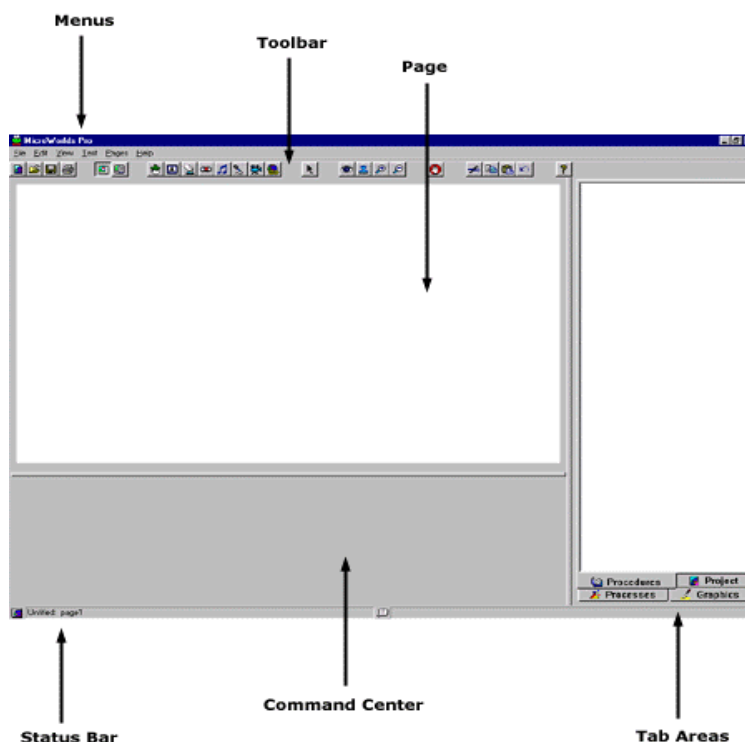 Menus
Toolbar
Page
MicroWorlds Pro
File Edit View Text Pages Help
Procedures
Project
Processes
Graphics
Untitled: page1
Command Center
Status Bar
Tab Areas